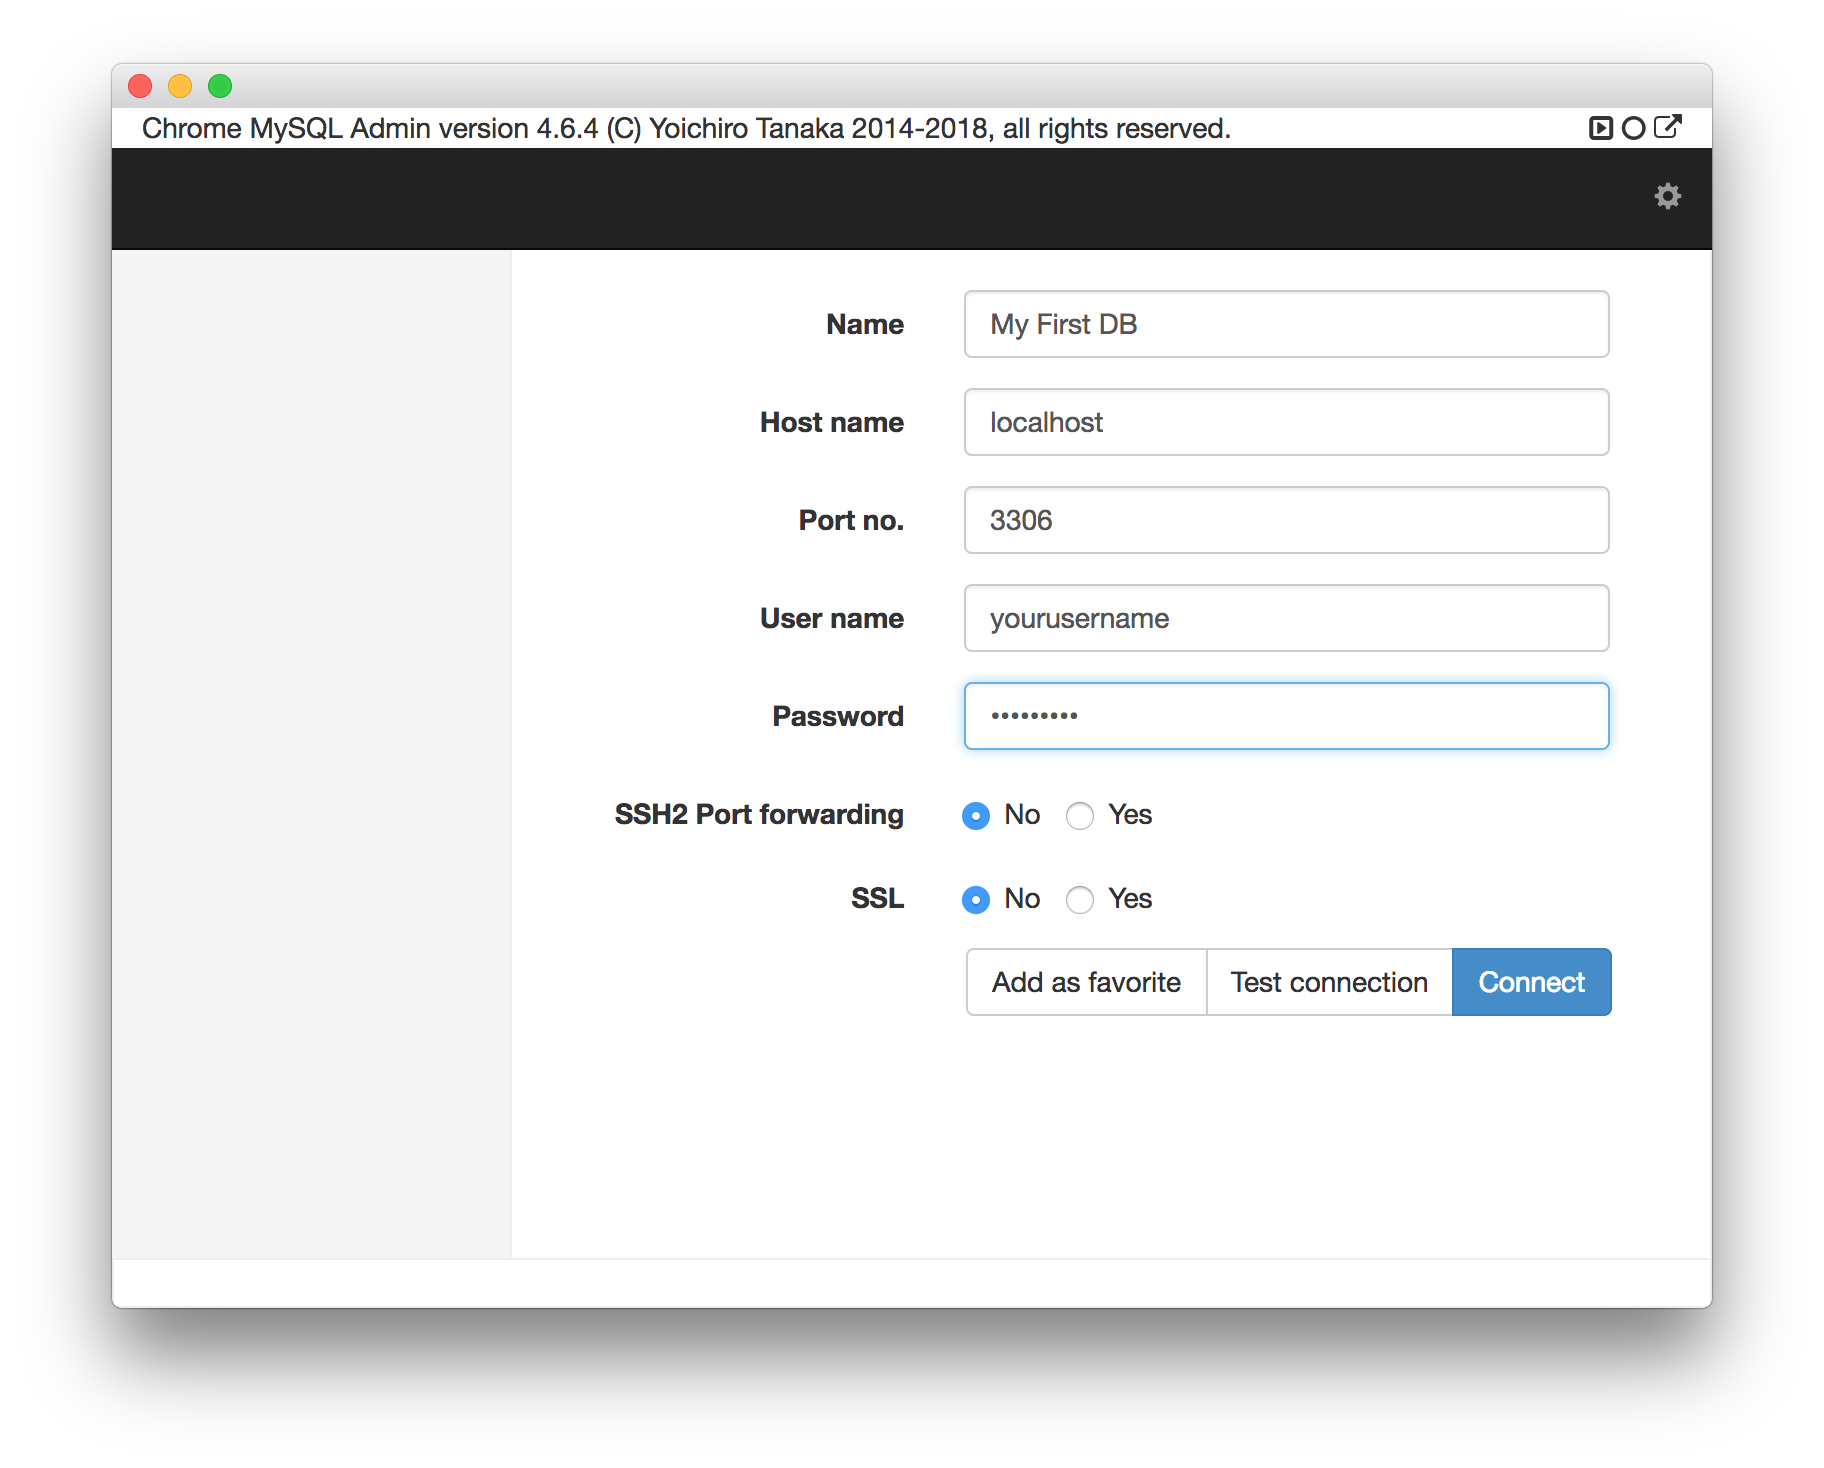 Chrome MySQL Admin version 4.6.4 (C) Yoichiro Tanaka 2014-2018, all rights reserved.
Name My First DB
Host name localhost
Port no. 3306
User name yourusername
Password •••••••••
SSH2 Port forwarding No Yes
SSL No Yes
Add as favorite Test connection Connect